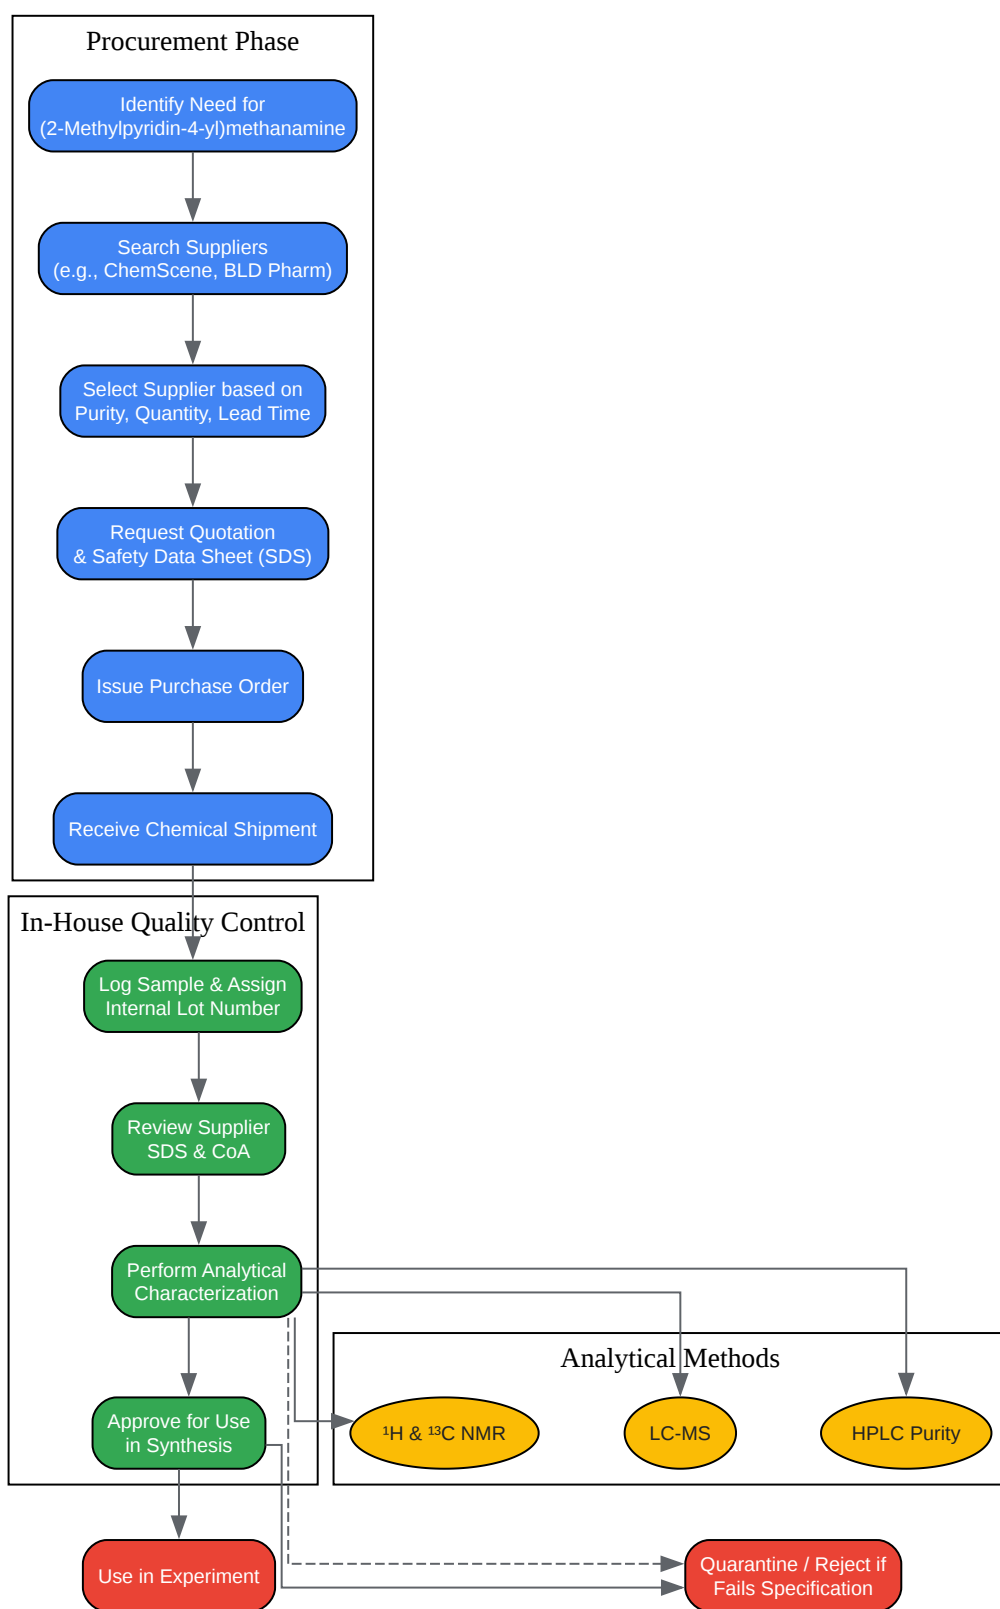 Procurement Phase
Identify Need for
(2-Methylpyridin-4-yl)methanamine
Search Suppliers
(e.g., ChemScene, BLD Pharm)
Select Supplier based on
Purity, Quantity, Lead Time
Request Quotation
& Safety Data Sheet (SDS)
Issue Purchase Order
Receive Chemical Shipment
In-House Quality Control
Log Sample & Assign
Internal Lot Number
Review Supplier
SDS & CoA
Perform Analytical
Characterization
Analytical Methods
Approve for Use
in Synthesis
¹H & ¹³C NMR
LC-MS
HPLC Purity
Use in Experiment
Quarantine / Reject if
Fails Specification